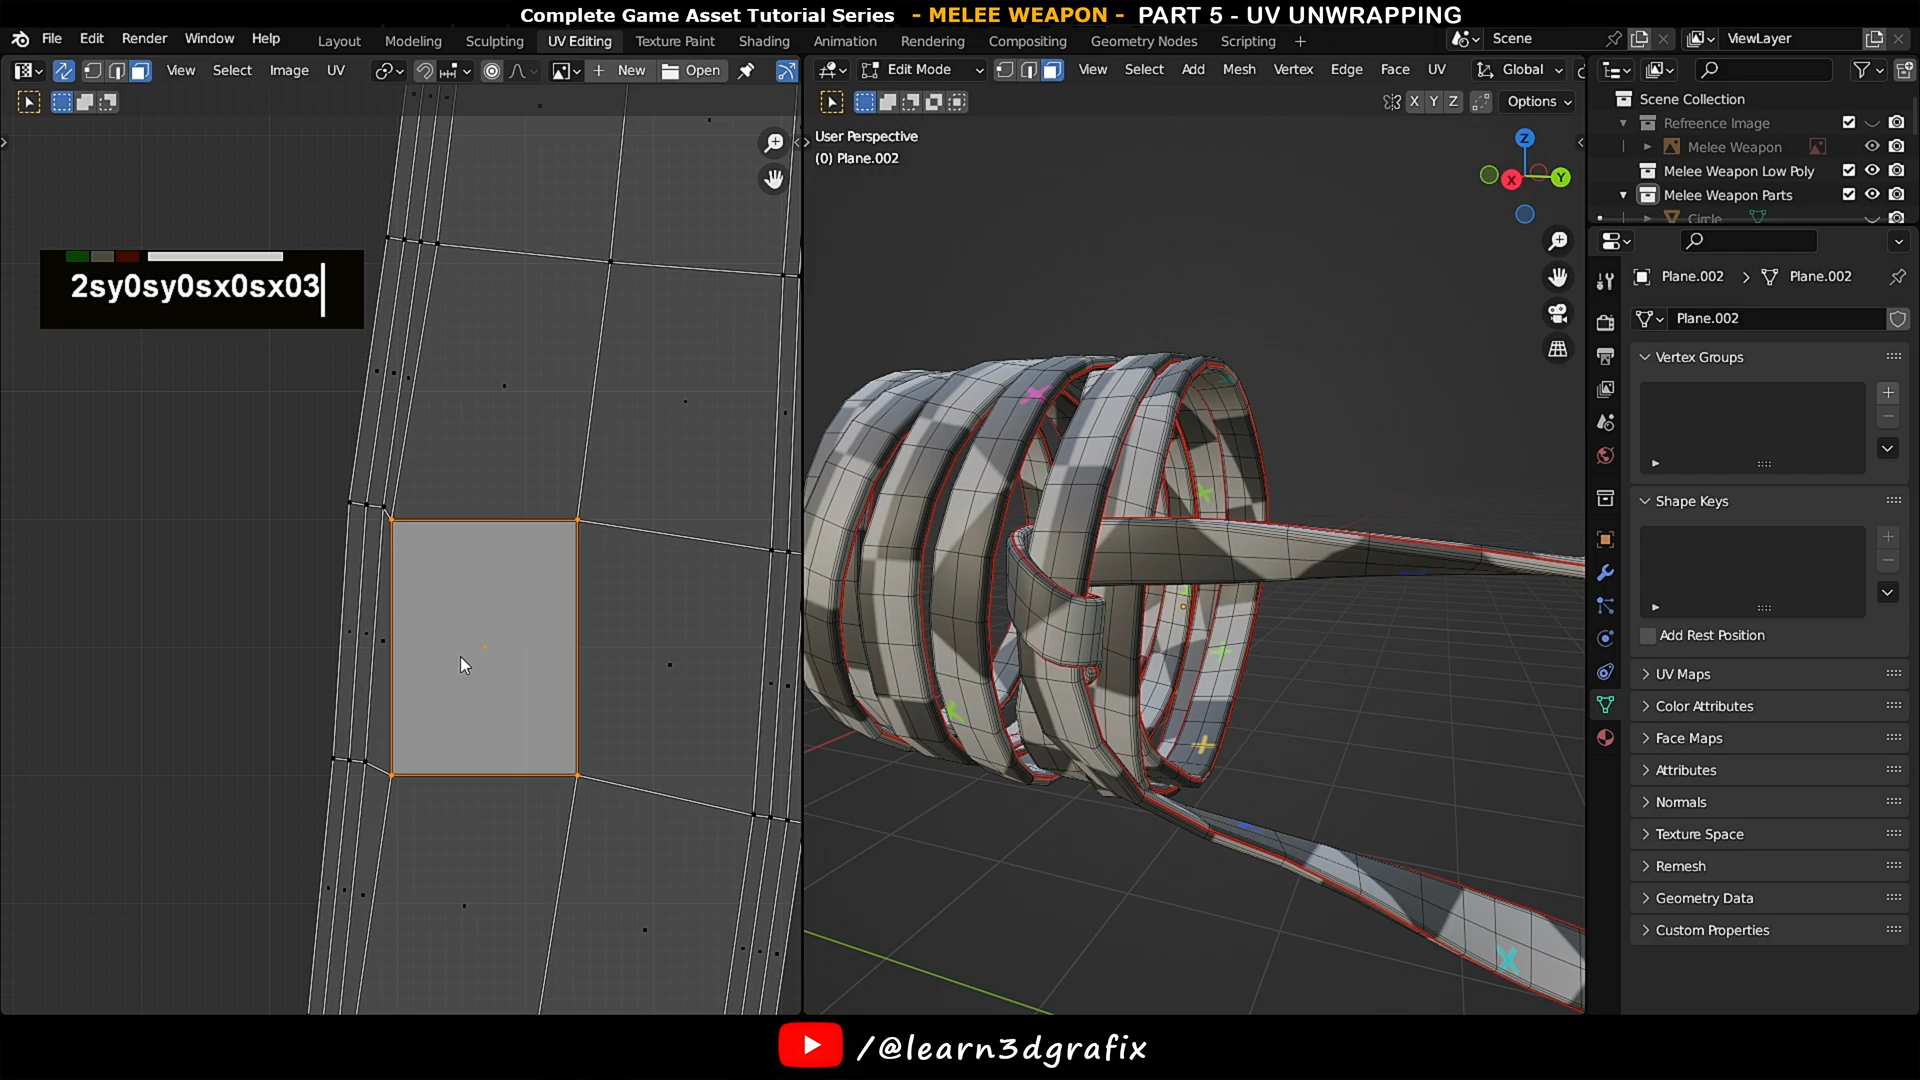 Complete Game Asset Tutorial Series - MELEE WEAPON - PART 5 - UV UNWRAPPING
File Edit Render Window Help
Layout Modeling Sculpting UV Editing Texture Paint Shading Animation Rendering Compositing Geometry Nodes Scripting +
Scene
ViewLayer
View Select Image UV
New
Open
Edit Mode
View Select Add Mesh Vertex Edge Face UV
Global
X Y Z
Options
User Perspective
(0) Plane.002
Z
X
Y
2sy0sy0sx0sx03
Scene Collection
Refreence Image
Melee Weapon
Melee Weapon Low Poly
Melee Weapon Parts
Circle
Plane.002 > Plane.002
Plane.002
Vertex Groups
Shape Keys
Add Rest Position
UV Maps
Color Attributes
Face Maps
Attributes
Normals
Texture Space
Remesh
Geometry Data
Custom Properties
/@learn3dgrafix